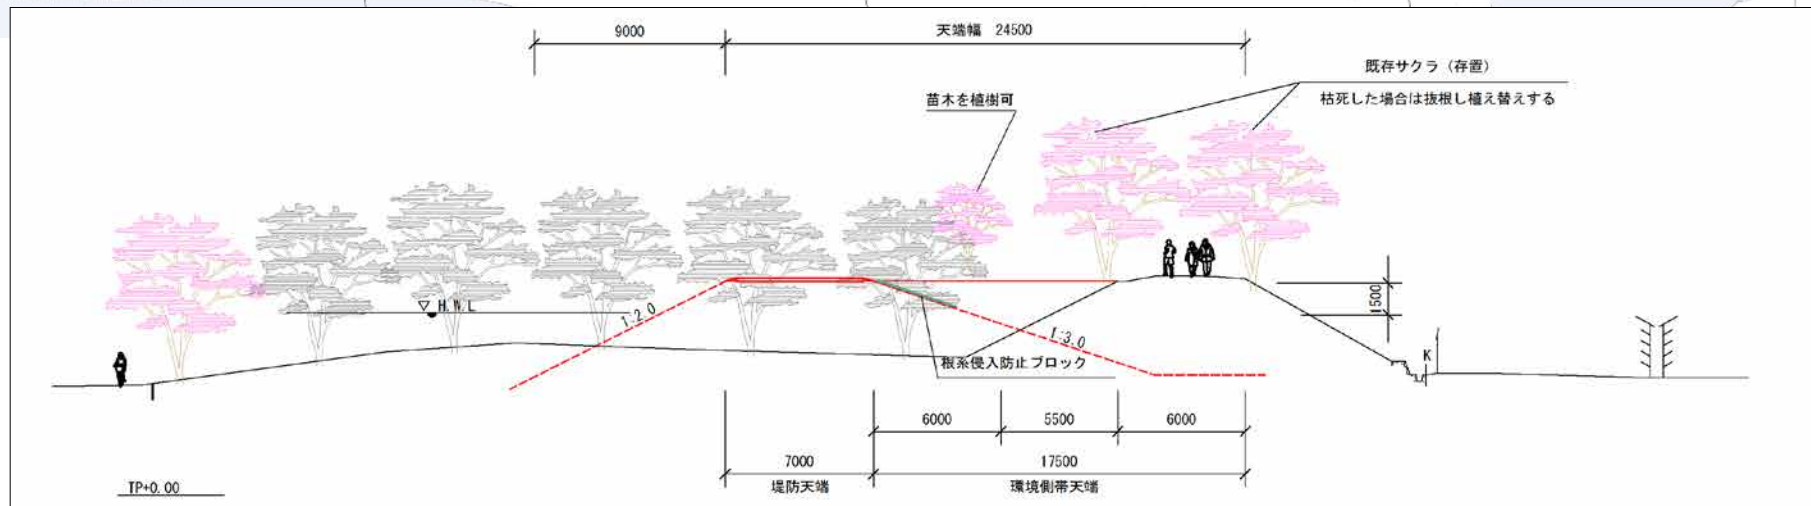 9000
天端幅 24500
既存サクラ（存置）
枯死した場合は抜根し植え替えする
苗木を植樹可
H.W.L
1:2.0
1:3.0
1500
根系侵入防止ブロック
K
6000
5500
6000
7000
17500
堤防天端
環境側帯天端
TP+0.00